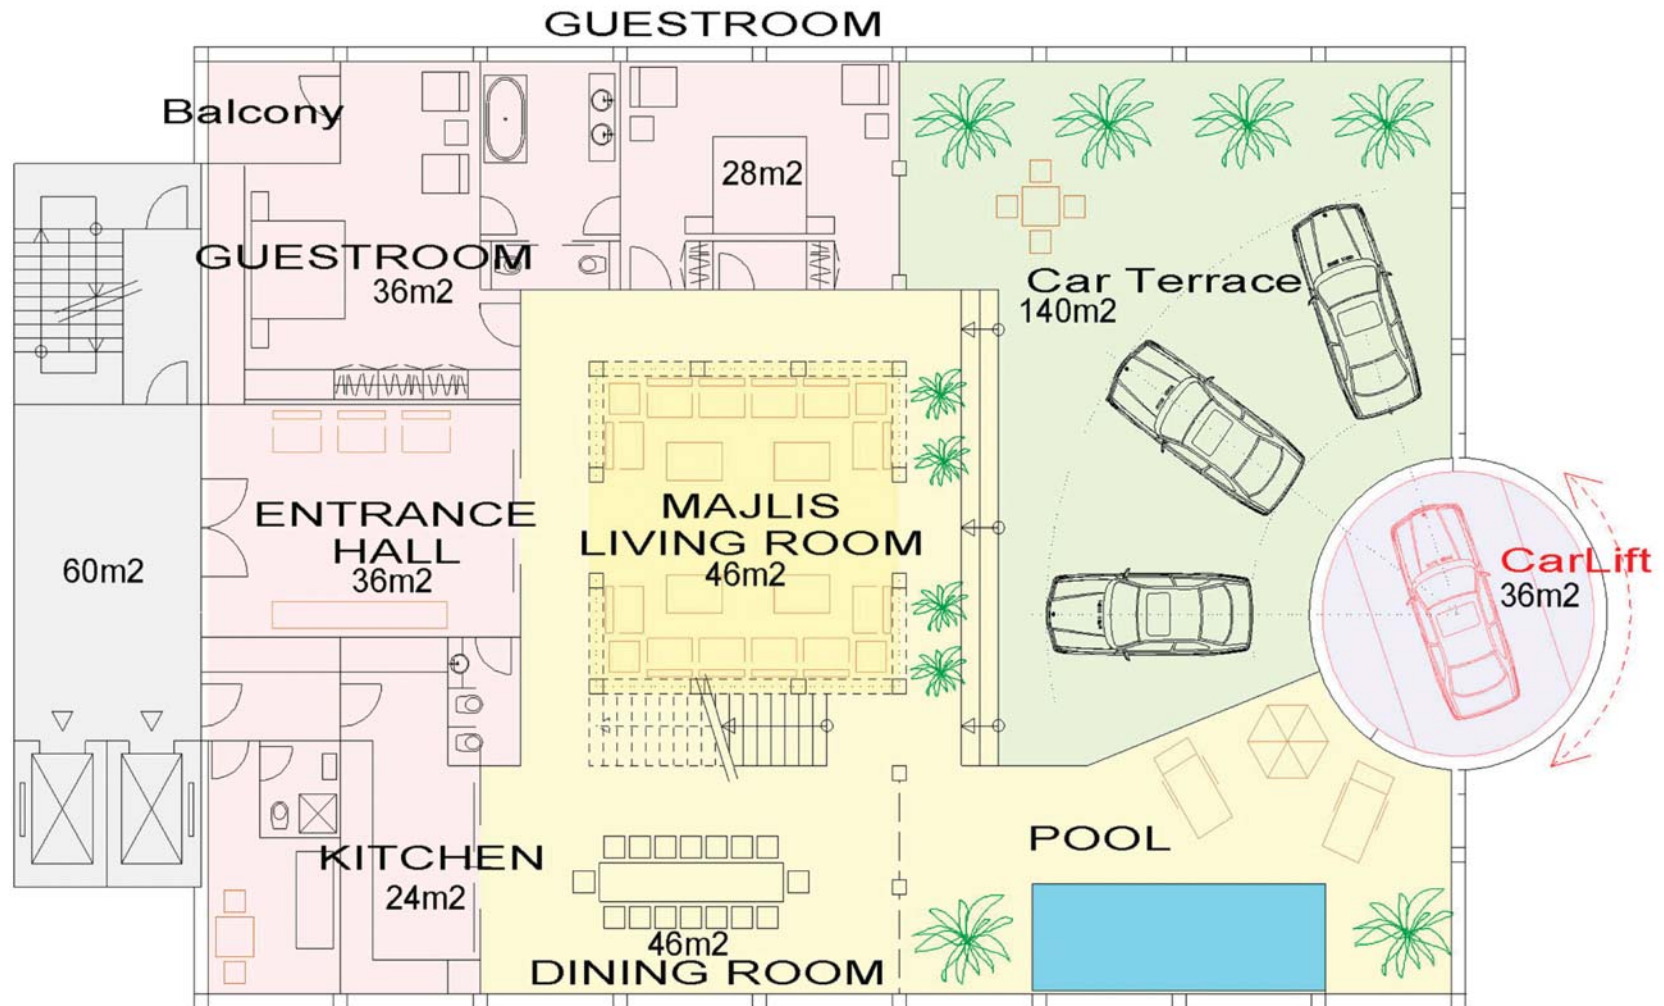 GUESTROOM
Balcony
28m2
GUESTROOM
36m2
Car Terrace
140m2
ENTRANCE
HALL
36m2
MAJLIS
LIVING ROOM
46m2
60m2
CarLift
36m2
KITCHEN
24m2
POOL
46m2
DINING ROOM